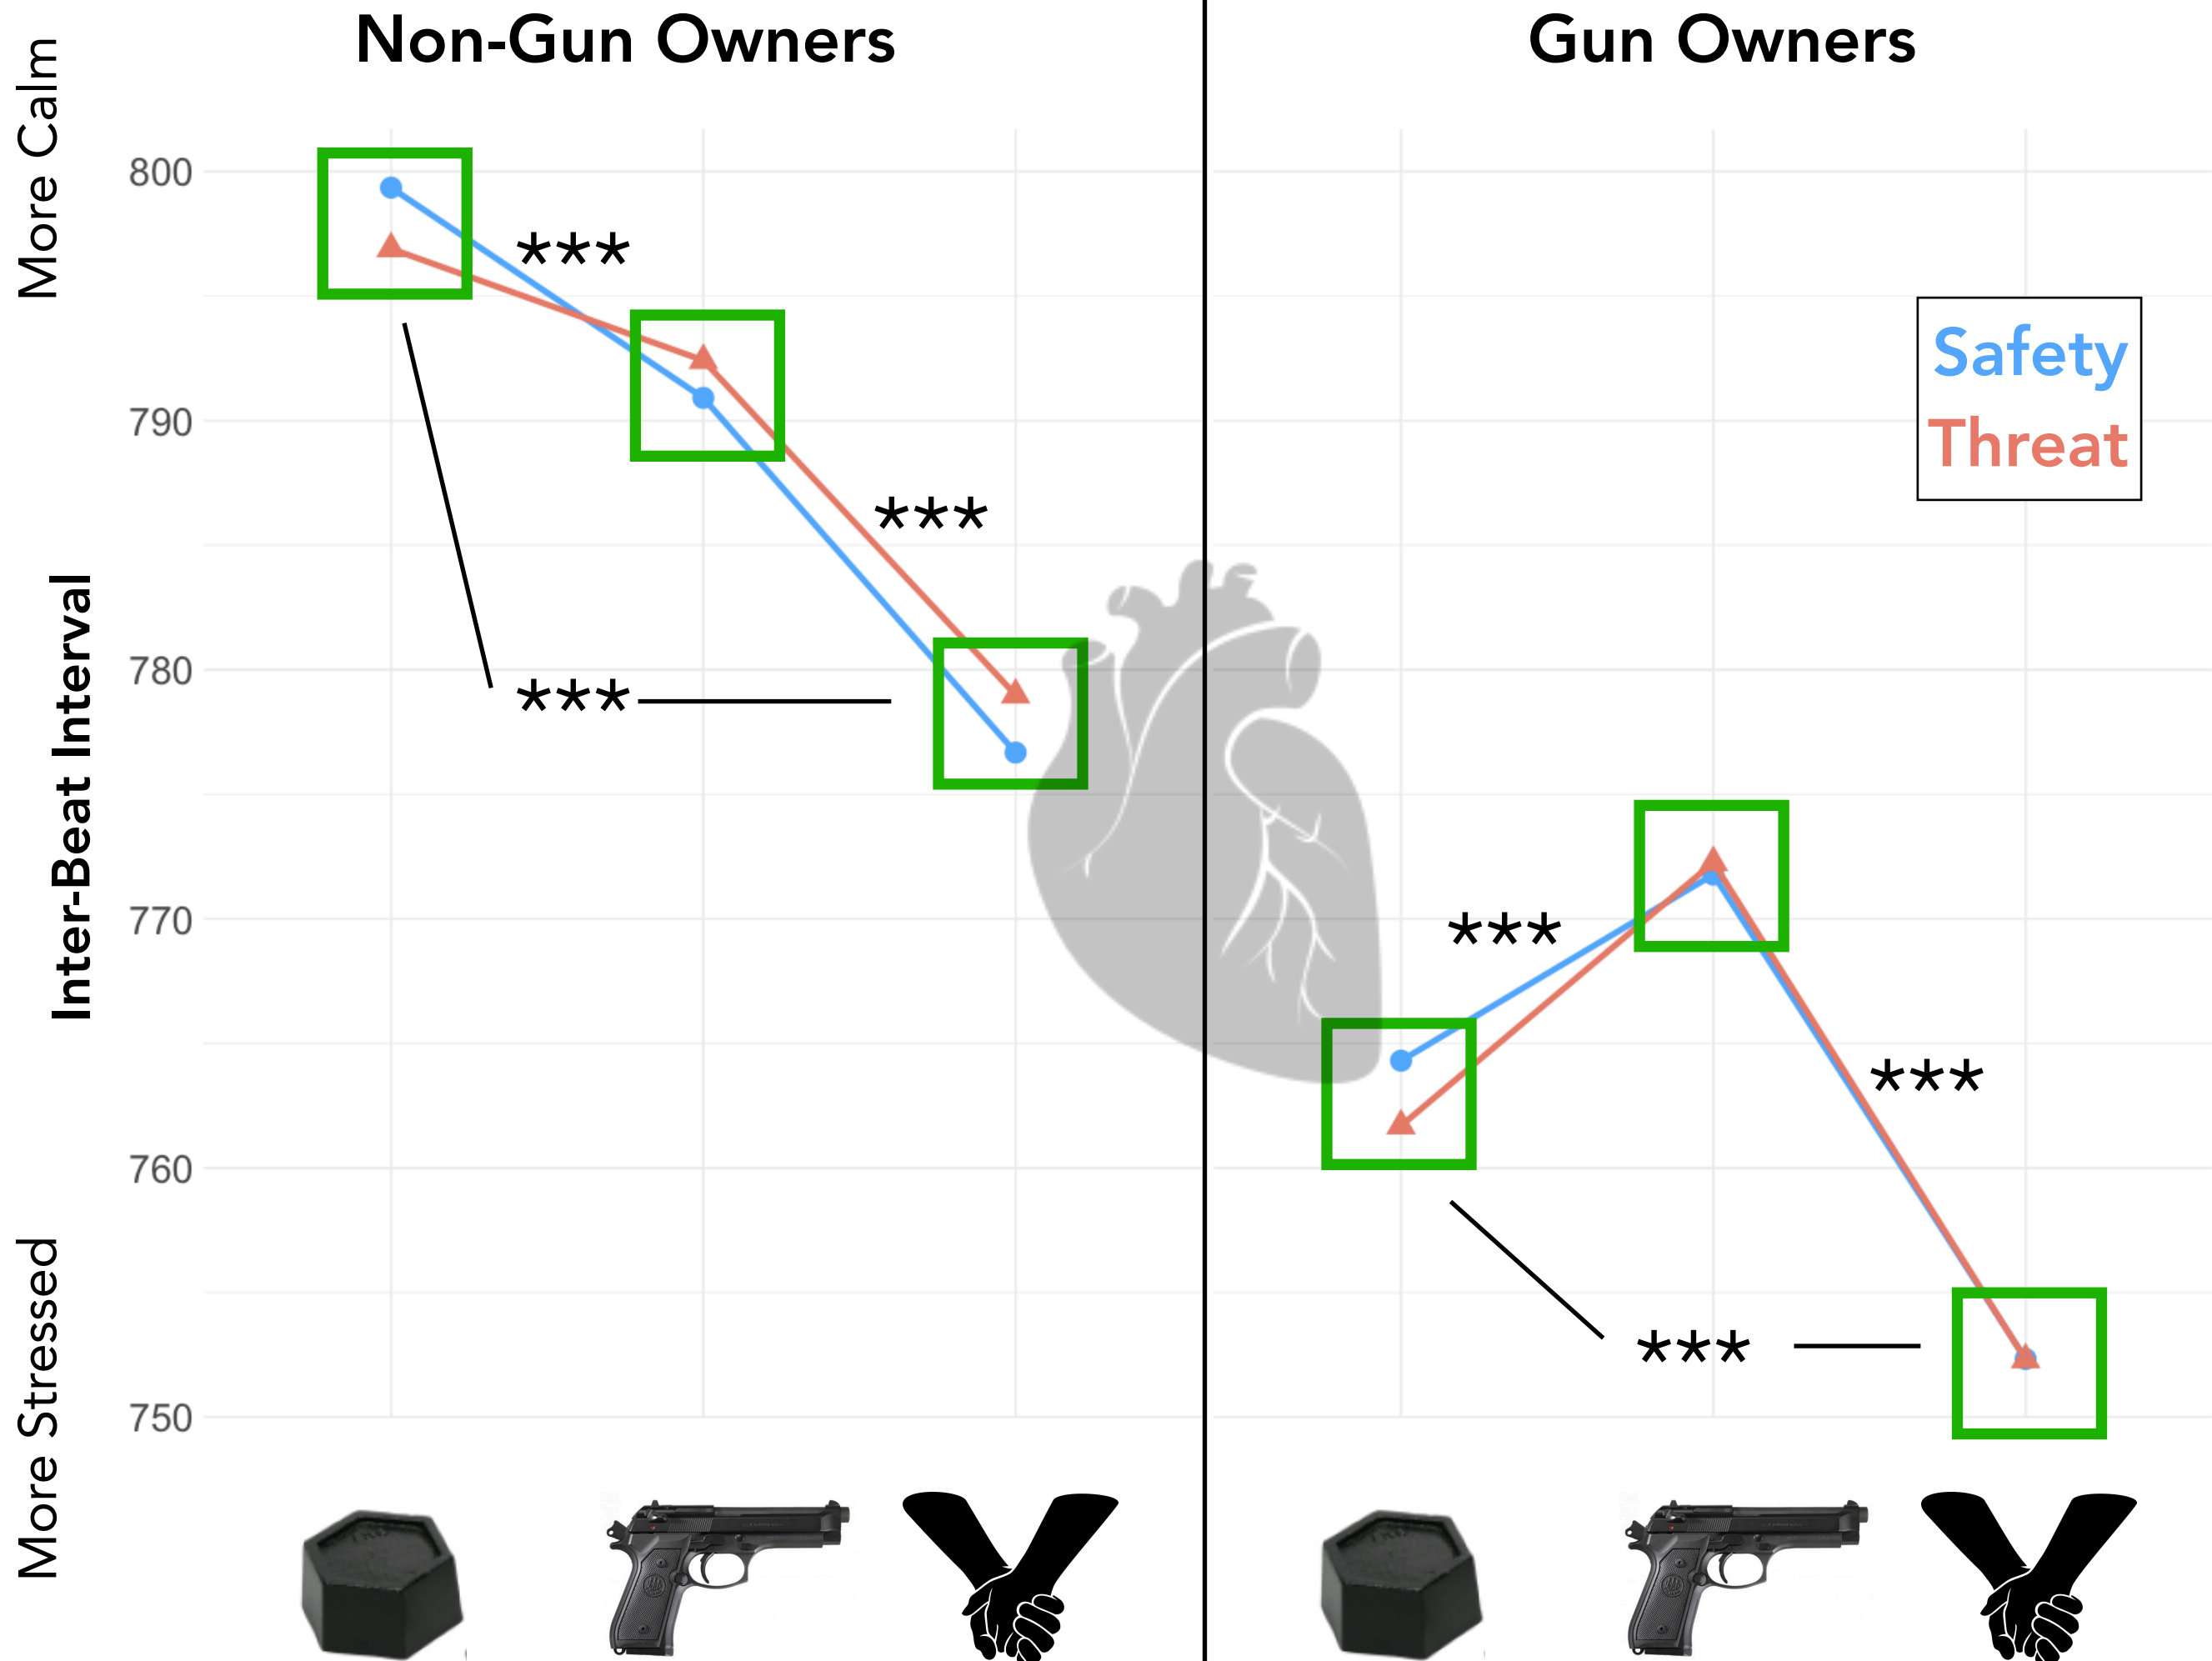 Non-Gun Owners
Gun Owners
More Calm
Inter-Beat Interval
More Stressed
800
790
780
770
760
750
***
***
***
***
***
***
Safety
Threat